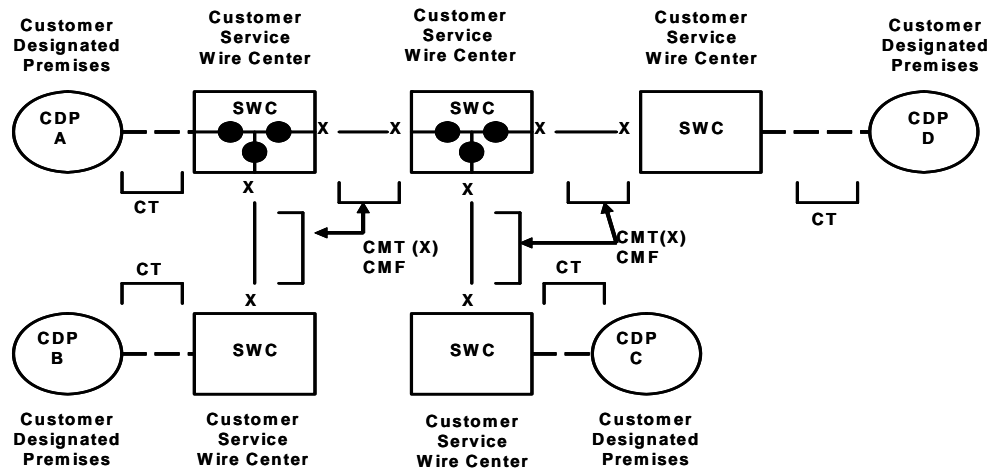 Customer
Designated
Premises
Customer
Service
Wire Center
Customer
Service
Wire Center
Customer
Service
Wire Center
Customer
Designated
Premises
CDP
A
SWC
X
X
SWC
X
X
SWC
CDP
D
CT
X
X
CT
CMT (X)
CMF
CMT(X)
CMF
CT
X
X
CT
CDP
B
SWC
SWC
CDP
C
Customer
Designated
Premises
Customer
Service
Wire Center
Customer
Service
Wire Center
Customer
Designated
Premises